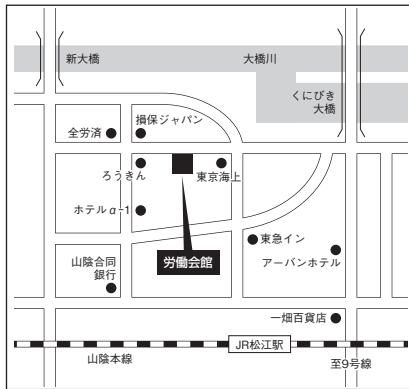 新大橋
大橋川
くにびき
大橋
損保ジャパン
全労済
ろうきん
東京海上
ホテルα-1
東急イン
労働会館
山陰合同
銀行
アーバンホテル
一畑百貨店
JR松江駅
山陰本線
至9号線